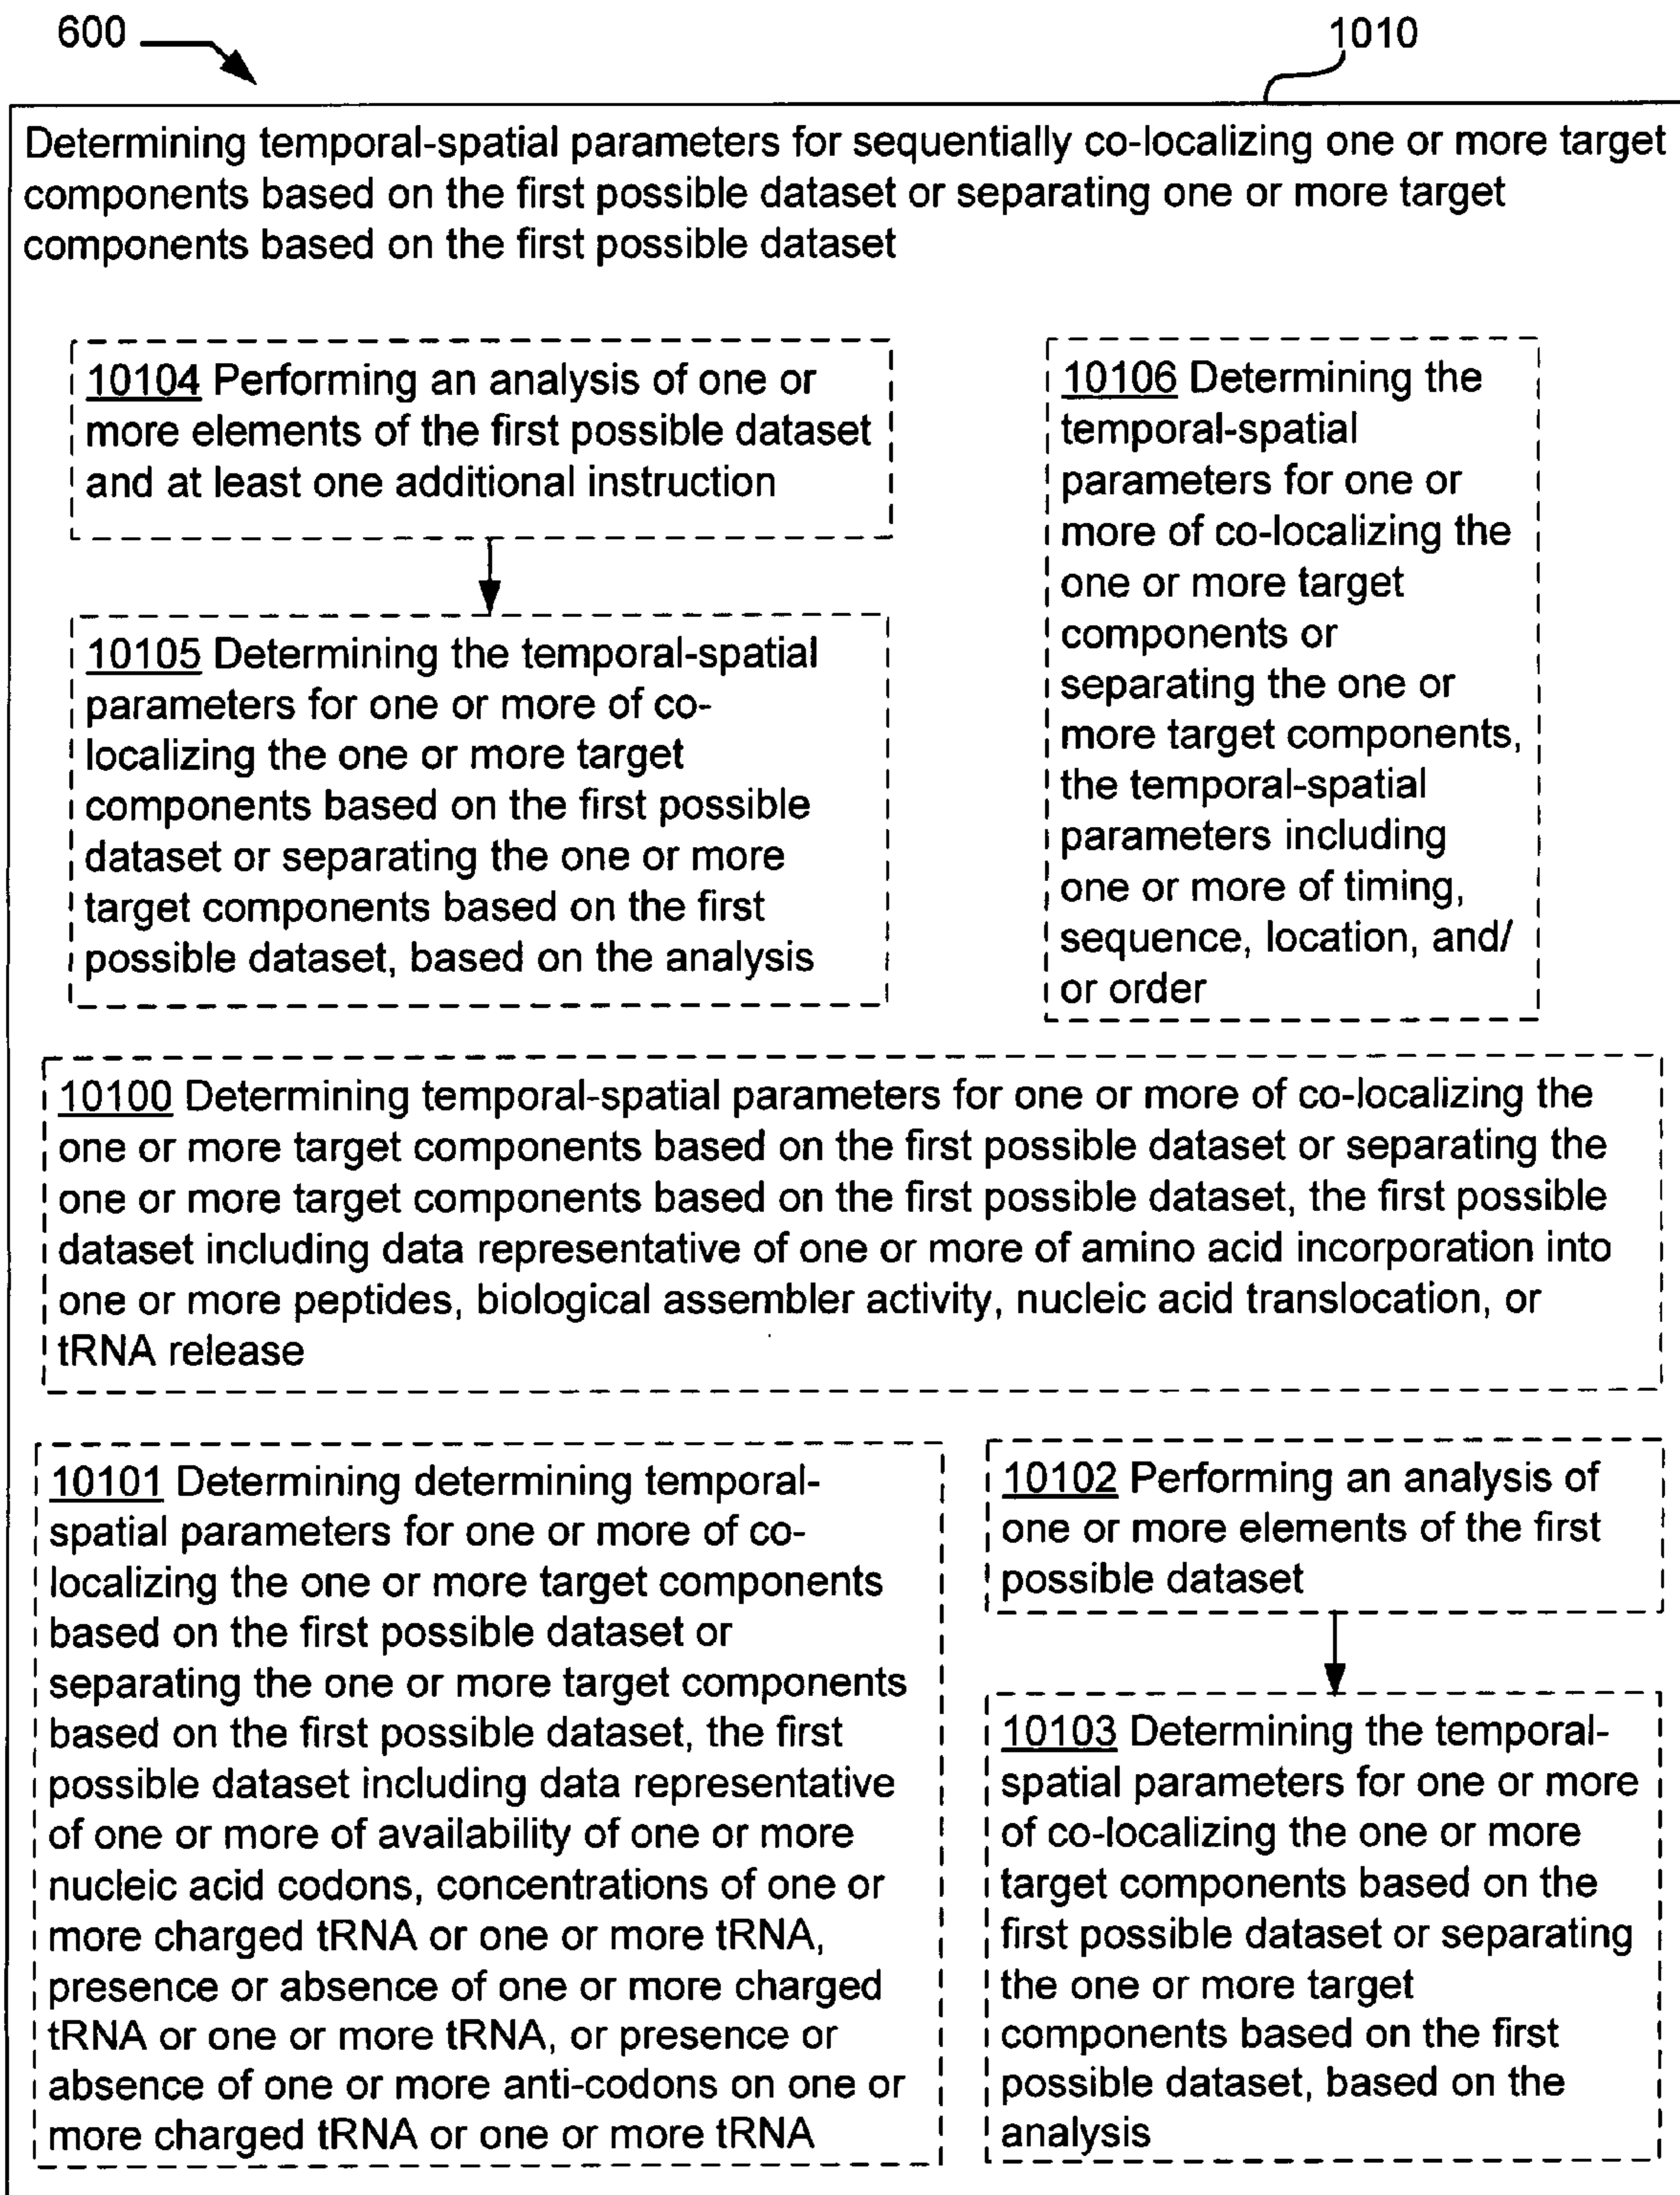 600
1010
Determining temporal-spatial parameters for sequentially co-localizing one or more target
components based on the first possible dataset or separating one or more target
components based on the first possible dataset
10104 Performing an analysis of one or
more elements of the first possible dataset
and at least one additional instruction
10105 Determining the temporal-spatial
parameters for one or more of co-
localizing the one or more target
components based on the first possible
dataset or separating the one or more
target components based on the first
possible dataset, based on the analysis
10106 Determining the
temporal-spatial
parameters for one or
more of co-localizing the
one or more target
components or
separating the one or
more target components,
the temporal-spatial
parameters including
one or more of timing,
sequence, location, and/
or order
10100 Determining temporal-spatial parameters for one or more of co-localizing the
one or more target components based on the first possible dataset or separating the
one or more target components based on the first possible dataset, the first possible
dataset including data representative of one or more of amino acid incorporation into
one or more peptides, biological assembler activity, nucleic acid translocation, or
tRNA release
10101 Determining determining temporal-
spatial parameters for one or more of co-
localizing the one or more target components
based on the first possible dataset or
separating the one or more target components
based on the first possible dataset, the first
possible dataset including data representative
of one or more of availability of one or more
nucleic acid codons, concentrations of one or
more charged tRNA or one or more tRNA,
presence or absence of one or more charged
tRNA or one or more tRNA, or presence or
absence of one or more anti-codons on one or
more charged tRNA or one or more tRNA
10102 Performing an analysis of
one or more elements of the first
possible dataset
10103 Determining the temporal-
spatial parameters for one or more
of co-localizing the one or more
target components based on the
first possible dataset or separating
the one or more target
components based on the first
possible dataset, based on the
analysis